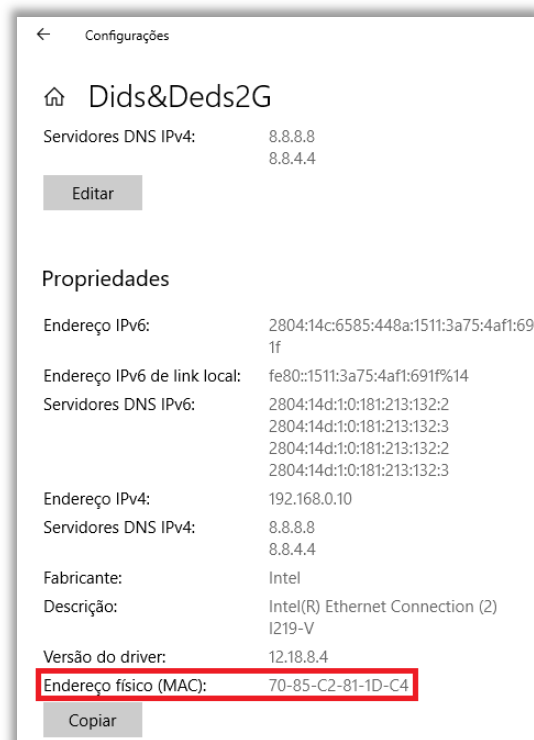 Configurações
Dids&Deds2G
Servidores DNS IPv4: 8.8.8.8
8.8.4.4
Editar
Propriedades
Endereço IPv6: 2804:14c:6585:448a:1511:3a75:4af1:69
1f
Endereço IPv6 de link local: fe80::1511:3a75:4af1:691f%14
Servidores DNS IPv6: 2804:14d:1:0:181:213:132:2
2804:14d:1:0:181:213:132:3
2804:14d:1:0:181:213:132:2
2804:14d:1:0:181:213:132:3
Endereço IPv4: 192.168.0.10
Servidores DNS IPv4: 8.8.8.8
8.8.4.4
Fabricante: Intel
Descrição: Intel(R) Ethernet Connection (2)
I219-V
Versão do driver: 12.18.8.4
Endereço físico (MAC): 70-85-C2-81-1D-C4
Copiar